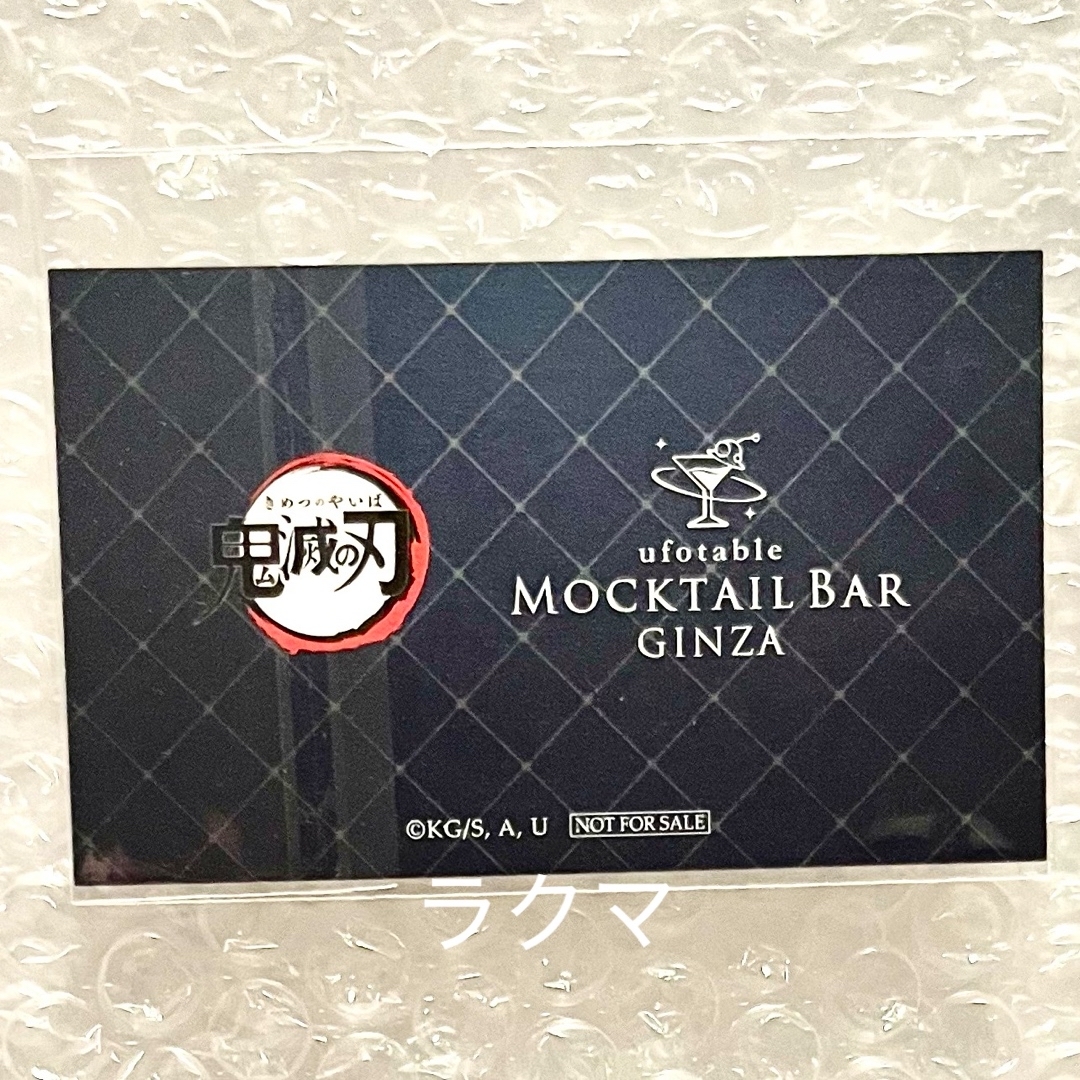 きめつのやいば
鬼滅の刃
ufotable
MOCKTAIL BAR
GINZA
©KG/S, A, U NOT FOR SALE
ラクマ